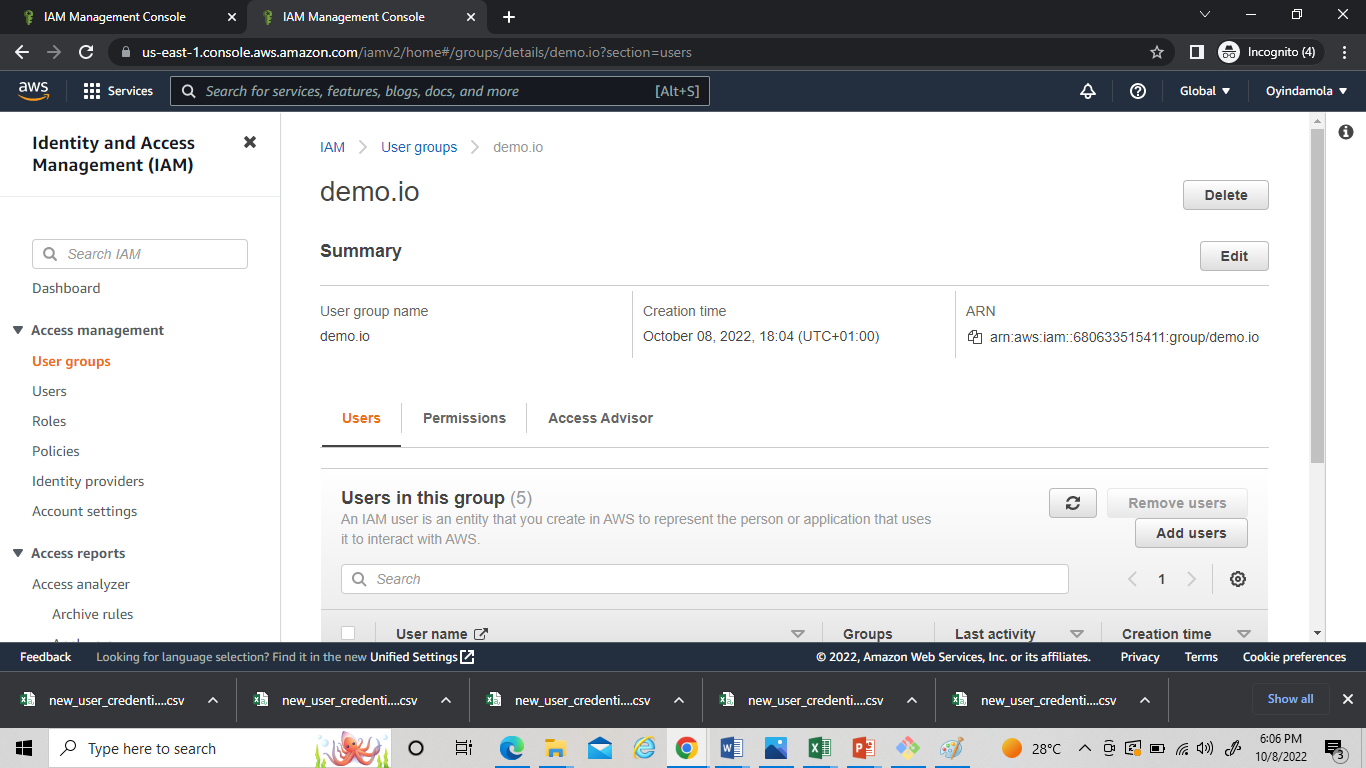 IAM Management Console
IAM Management Console
us-east-1.console.aws.amazon.com/iamv2/home#/groups/details/demo.io?section=users
Incognito (4)
aws
Services
Search for services, features, blogs, docs, and more
[Alt+S]
Global
Oyindamola
Identity and Access
Management (IAM)
Search IAM
Dashboard
Access management
User groups
Users
Roles
Policies
Identity providers
Account settings
Access reports
Access analyzer
Archive rules
IAM
User groups
demo.io
demo.io
Delete
Summary
Edit
User group name
demo.io
Creation time
October 08, 2022, 18:04 (UTC+01:00)
ARN
arn:aws:iam::680633515411:group/demo.io
Users
Permissions
Access Advisor
Users in this group (5)
An IAM user is an entity that you create in AWS to represent the person or application that uses
it to interact with AWS.
Remove users
Add users
Search
1
User name
Groups
Last activity
Creation time
Feedback
Looking for language selection? Find it in the new Unified Settings
© 2022, Amazon Web Services, Inc. or its affiliates.
Privacy
Terms
Cookie preferences
new_user_credenti....csv
new_user_credenti....csv
new_user_credenti....csv
new_user_credenti....csv
new_user_credenti....csv
Show all
Type here to search
28°C
6:06 PM
10/8/2022
3